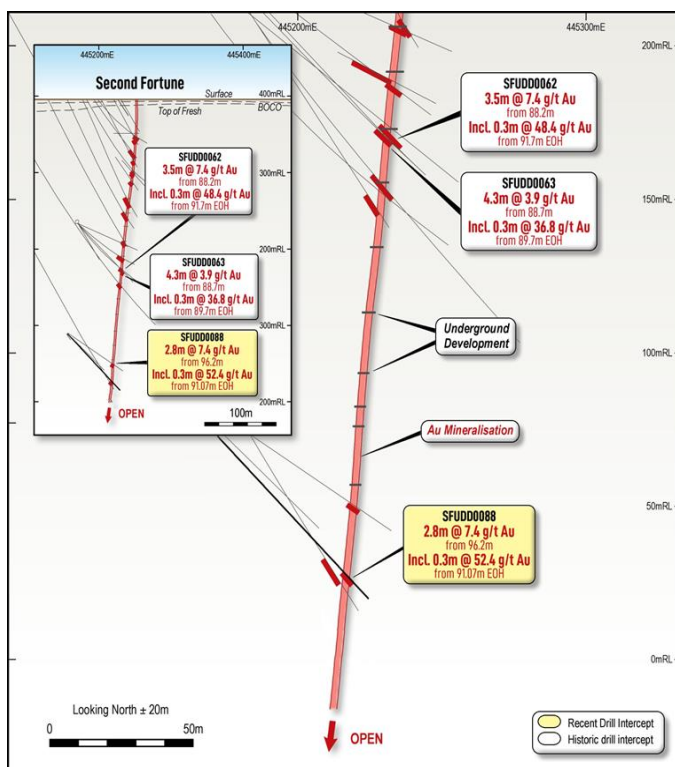 445200mE
445300mE
200mRL
150mRL
100mRL
50mRL
0mRL
445200mE
445400mE
Second Fortune
Surface
400mRL
BOCO
Top of Fresh
300mRL
200mRL
300mRL
200mRL
SFUDD0062
3.5m @ 7.4 g/t Au
from 88.2m
Incl. 0.3m @ 48.4 g/t Au
from 91.7m EOH
SFUDD0063
4.3m @ 3.9 g/t Au
from 88.7m
Incl. 0.3m @ 36.8 g/t Au
from 89.7m EOH
SFUDD0088
2.8m @ 7.4 g/t Au
from 96.2m
Incl. 0.3m @ 52.4 g/t Au
from 91.07m EOH
OPEN
100m
SFUDD0062
3.5m @ 7.4 g/t Au
from 88.2m
Incl. 0.3m @ 48.4 g/t Au
from 91.7m EOH
SFUDD0063
4.3m @ 3.9 g/t Au
from 88.7m
Incl. 0.3m @ 36.8 g/t Au
from 89.7m EOH
Underground
Development
Au Mineralisation
SFUDD0088
2.8m @ 7.4 g/t Au
from 96.2m
Incl. 0.3m @ 52.4 g/t Au
from 91.07m EOH
Looking North ± 20m
0
50m
OPEN
Recent Drill Intercept
Historic drill intercept